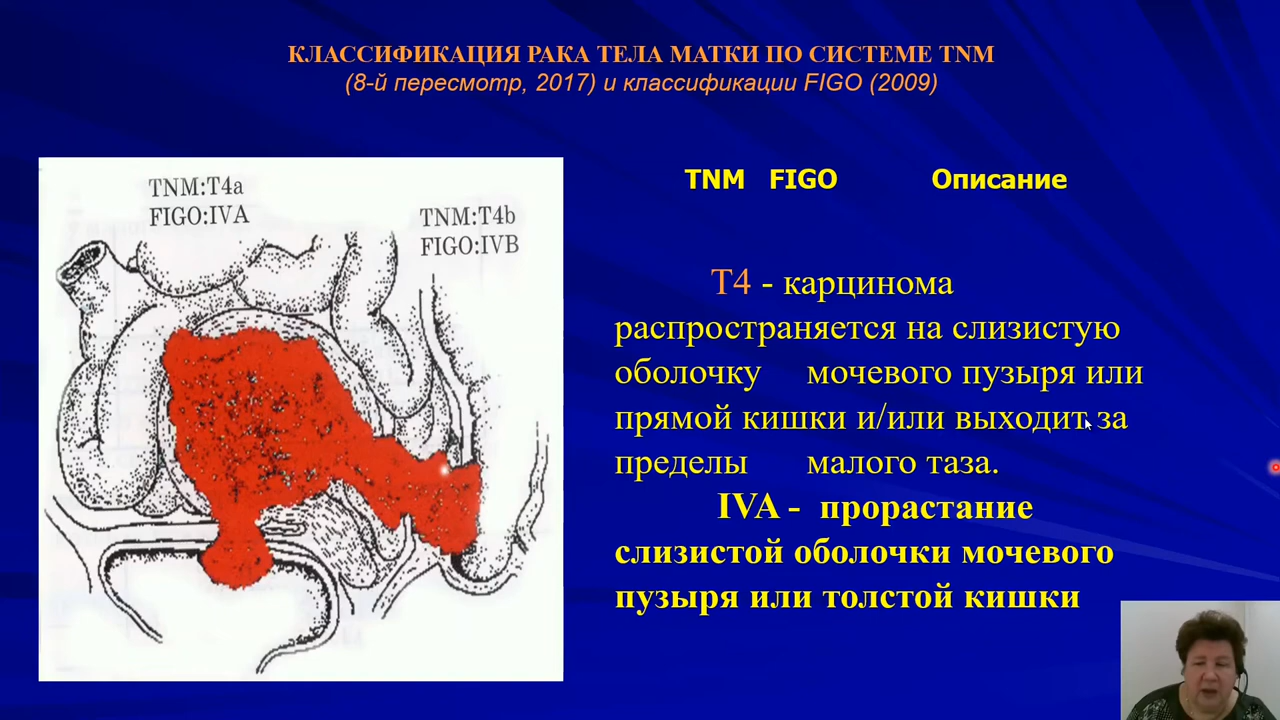 КЛАССИФИКАЦИЯ РАКА ТЕЛА МАТКИ ПО СИСТЕМЕ TNM
(8-й пересмотр, 2017) и классификации FIGO (2009)
TNM:T4a
FIGO:IVA
TNM:T4b
FIGO:IVB
TNM FIGO Описание
T4 - карцинома
распространяется на слизистую
оболочку мочевого пузыря или
прямой кишки и/или выходит за
пределы малого таза.
IVA - прорастание
слизистой оболочки мочевого
пузыря или толстой кишки